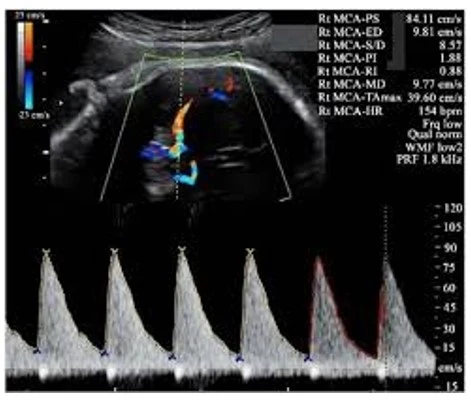 27 cm/s
-23 cm/s
Rt MCA-PS 84.11 cm/s
Rt MCA-ED 9.81 cm/s
Rt MCA-S/D 8.57
Rt MCA-PI 1.88
Rt MCA-RI 0.88
Rt MCA-MD 9.77 cm/s
Rt MCA-TAmax 39.60 cm/s
Rt MCA-HR 154 bpm
Frq low
Qual norm
WMF low2
PRF 1.8 kHz
120
105
90
75
60
45
30
15
cm/s
15